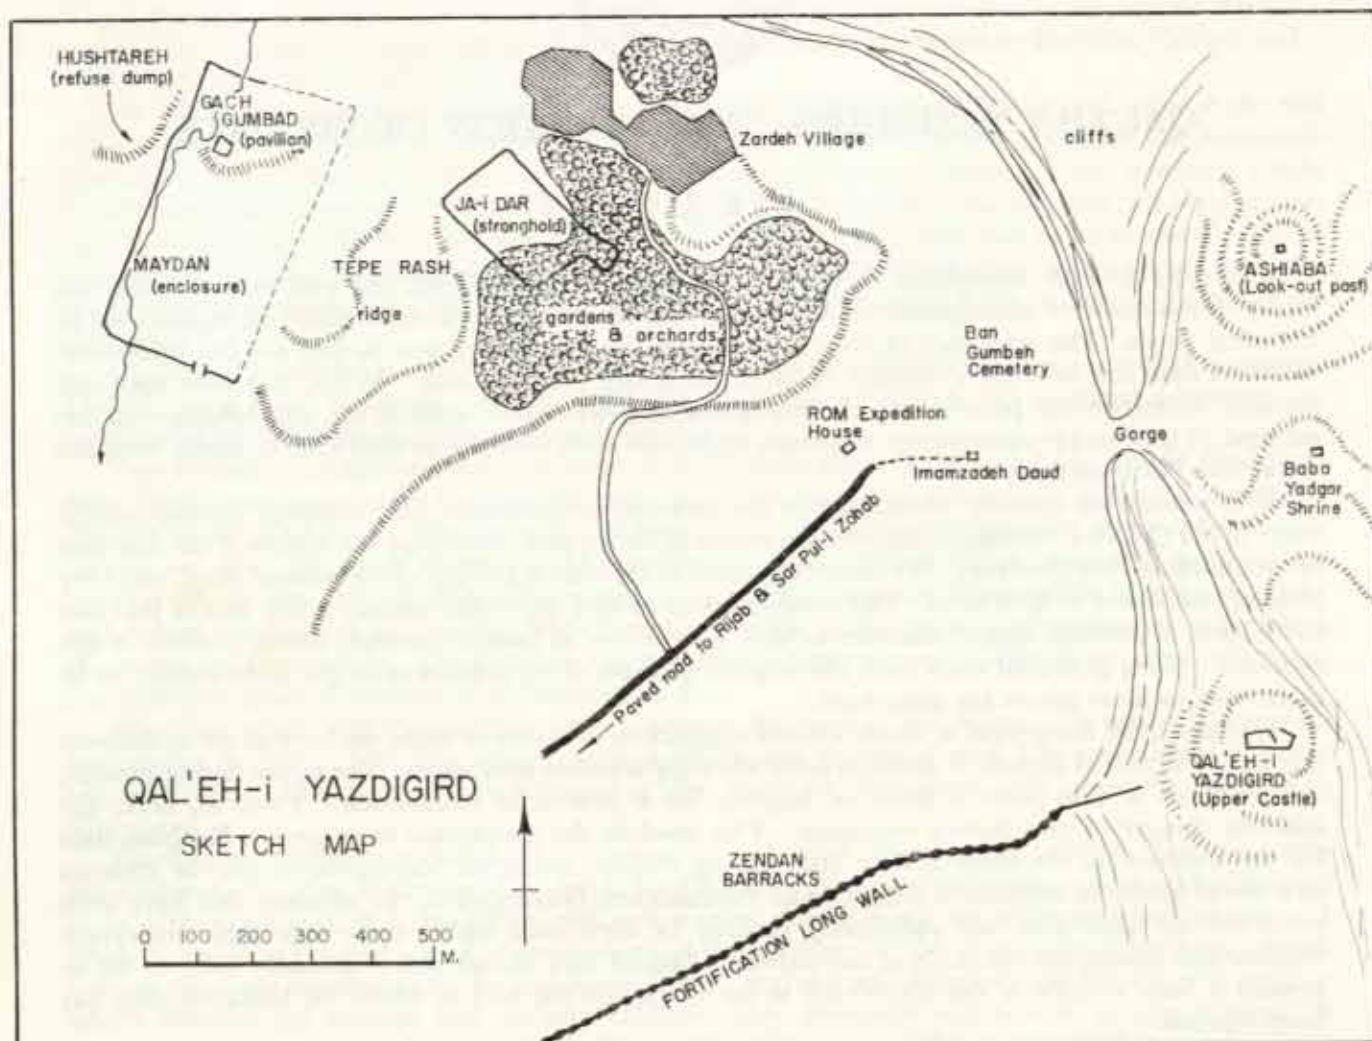 HUSHTAREH
(refuse dump)
GACH
GUMBAD
(pavilion)
MAYDAN
(enclosure)
TEPE RASH
ridge
JA-i DAR
(stronghold)
gardens
& orchards
Zardeh Village
cliffs
ASHIABA
(Look-out post)
Ban
Gumbeh
Cemetery
ROM Expedition
House
Imamzadeh Daud
Gorge
Baba
Yadgar
Shrine
Paved road to Rijab & Sar Pul-i Zohab
QAL'EH-i YAZDIGIRD
SKETCH MAP
0 100 200 300 400 500
M.
ZENDAN
BARRACKS
FORTIFICATION LONG WALL
QAL'EH-i
YAZDIGIRD
(Upper Castle)